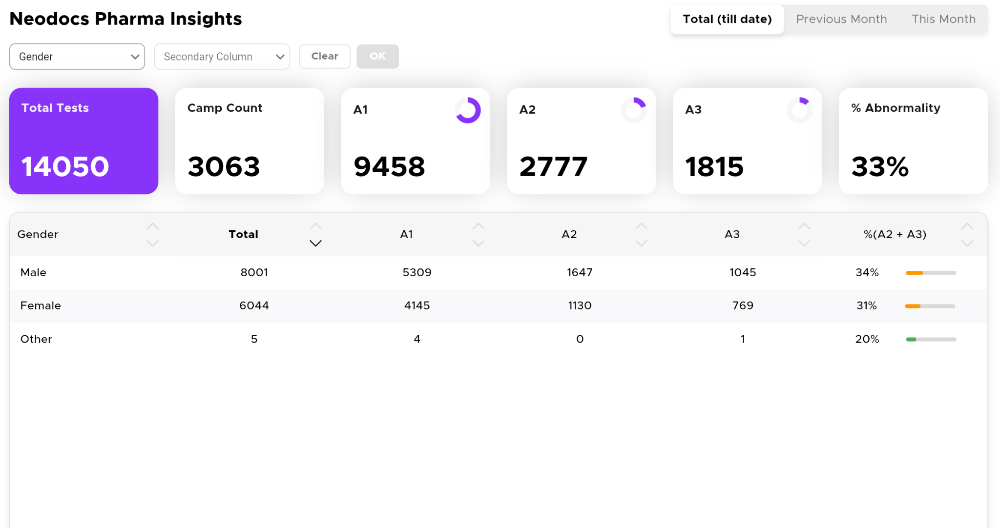 Neodocs Pharma Insights
Total (till date) Previous Month This Month
Gender Secondary Column Clear OK
Total Tests Camp Count A1 A2 A3 % Abnormality
14050 3063 9458 2777 1815 33%
Gender Total A1 A2 A3 %(A2 + A3)
Male 8001 5309 1647 1045 34%
Female 6044 4145 1130 769 31%
Other 5 4 0 1 20%